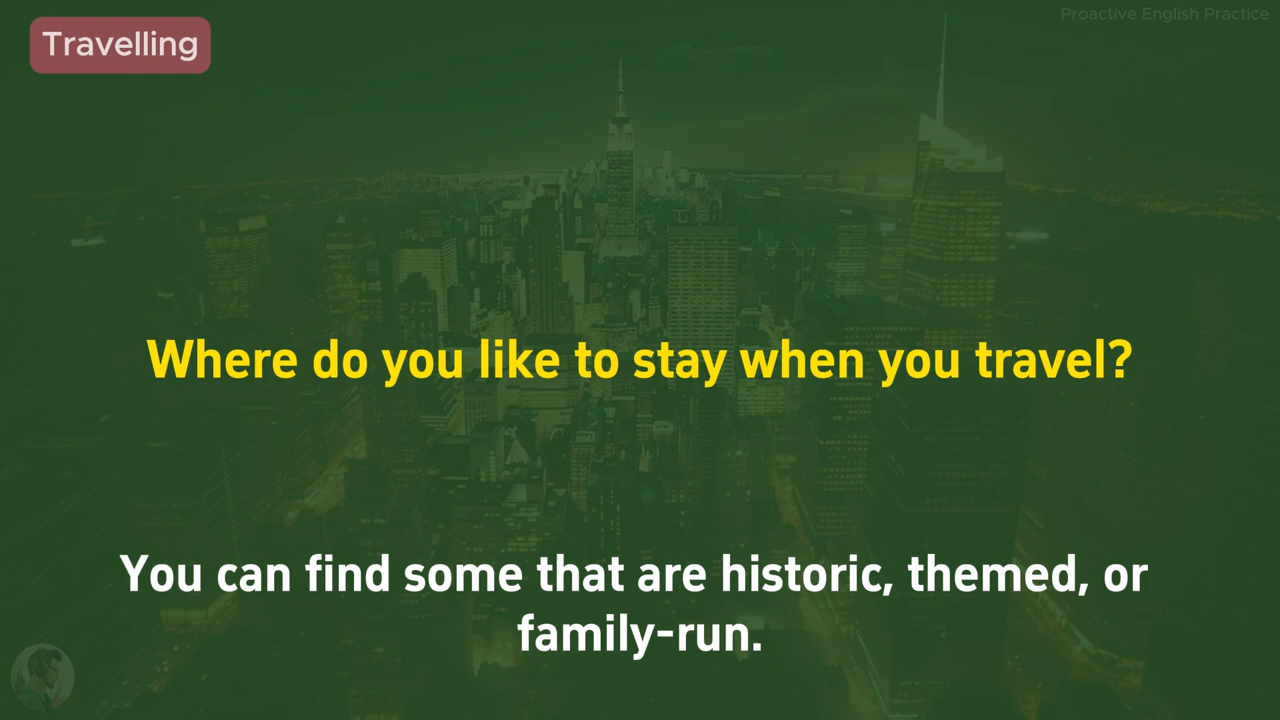 Travelling
Proactive English Practice
Where do you like to stay when you travel?
You can find some that are historic, themed, or
family-run.